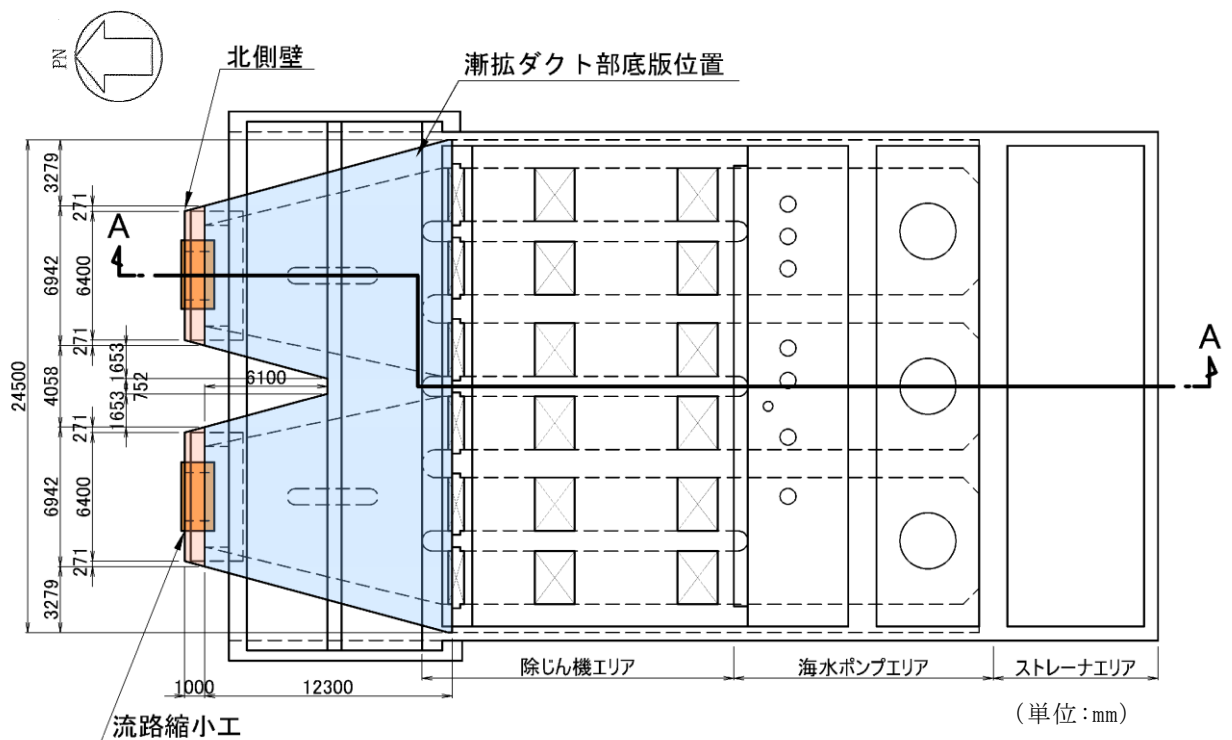 PN
北側壁
漸拡ダクト部底版位置
A
A
24500
3279
6942
4058
6942
3279
271
6400
271
271
6400
271
1653
752
1653
6100
1000
12300
除じん機エリア
海水ポンプエリア
ストレーナエリア
流路縮小工
(単位:mm)